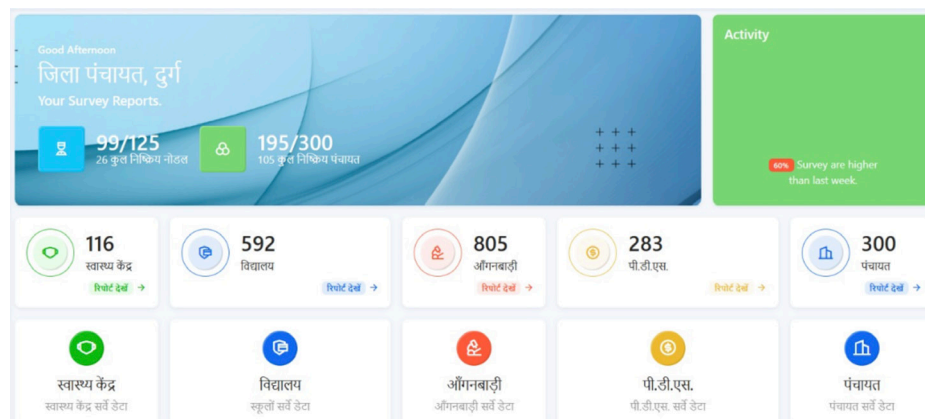 Good Afternoon
जिला पंचायत, दुर्ग
Your Survey Reports.
99/125
26 कुल निष्क्रिय नोडल
195/300
105 कुल निष्क्रिय पंचायत
Activity
60% Survey are higher
than last week.
116
स्वास्थ्य केंद्र
रिपोर्ट देखें →
592
विद्यालय
रिपोर्ट देखें →
805
आँगनबाड़ी
रिपोर्ट देखें →
283
पी.डी.एस.
रिपोर्ट देखें →
300
पंचायत
रिपोर्ट देखें →
स्वास्थ्य केंद्र
स्वास्थ्य केंद्र सर्वे डेटा
विद्यालय
स्कूलों सर्वे डेटा
आँगनबाड़ी
आँगनबाड़ी सर्वे डेटा
पी.डी.एस.
पी.डी.एस. सर्वे डेटा
पंचायत
पंचायत सर्वे डेटा